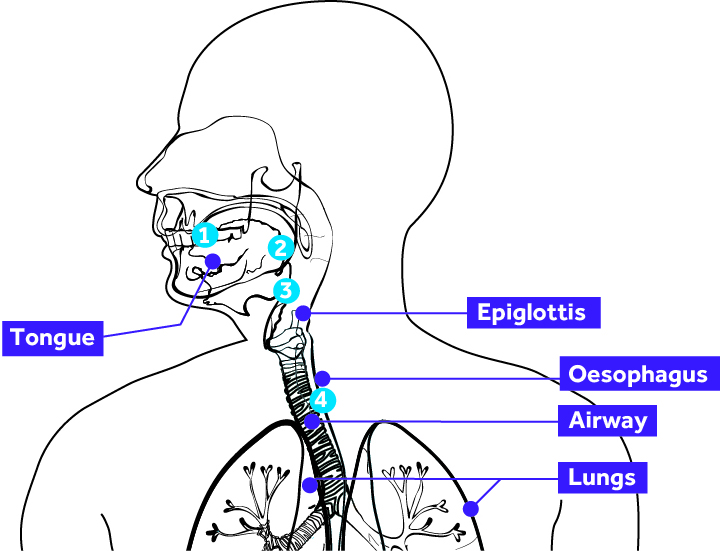 1
2
3
Epiglottis
Tongue
Oesophagus
4
Airway
Lungs